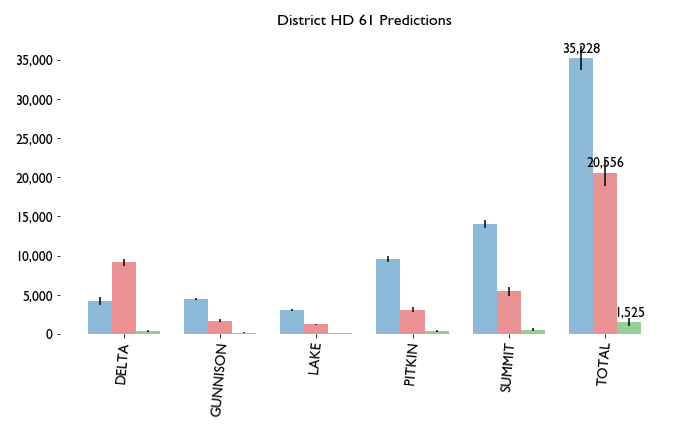 District HD 61 Predictions
35,000
30,000
25,000
20,000
15,000
10,000
5,000
0
35,228
20,556
1,525
DELTA
GUNNISON
LAKE
PITKIN
SUMMIT
TOTAL